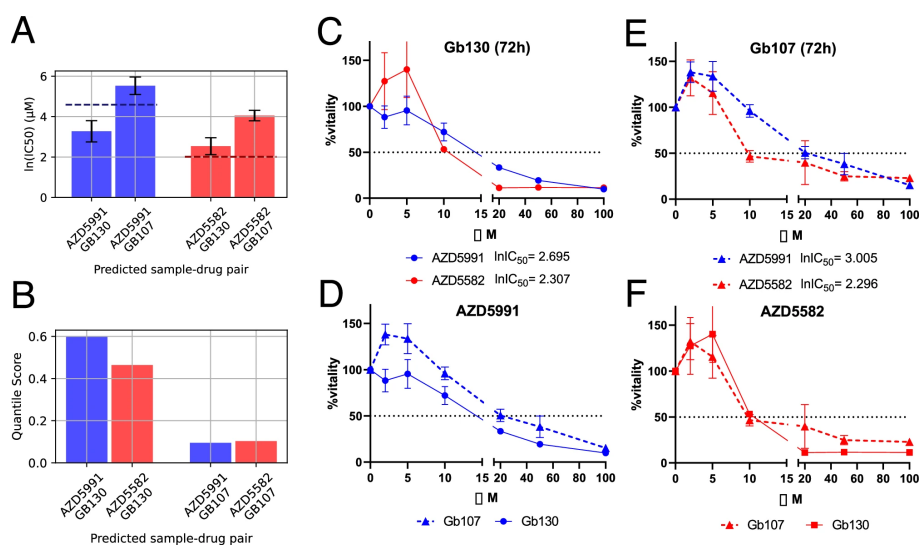 A
ln((IC50) (μM)
6
4
2
0
AZD5991
GB130
AZD5991
GB107
AZD5582
GB130
AZD5582
GB107
Predicted sample-drug pair
B
Quantile Score
0.6
0.4
0.2
0.0
AZD5991
GB130
AZD5582
GB130
AZD5991
GB107
AZD5582
GB107
Predicted sample-drug pair
C
Gb130 (72h)
%vitality
150
100
50
0
0 5 10 15 20 40 60 80 100
▯ M
AZD5991 lnIC50= 2.695
AZD5582 lnIC50= 2.307
D
AZD5991
%vitality
150
100
50
0
0 5 10 15 20 40 60 80 100
▯ M
Gb107 Gb130
E
Gb107 (72h)
%vitality
150
100
50
0
0 5 10 15 20 40 60 80 100
▯ M
AZD5991 lnIC50= 3.005
AZD5582 lnIC50= 2.296
F
AZD5582
%vitality
150
100
50
0
0 5 10 15 20 40 60 80 100
▯ M
Gb107 Gb130